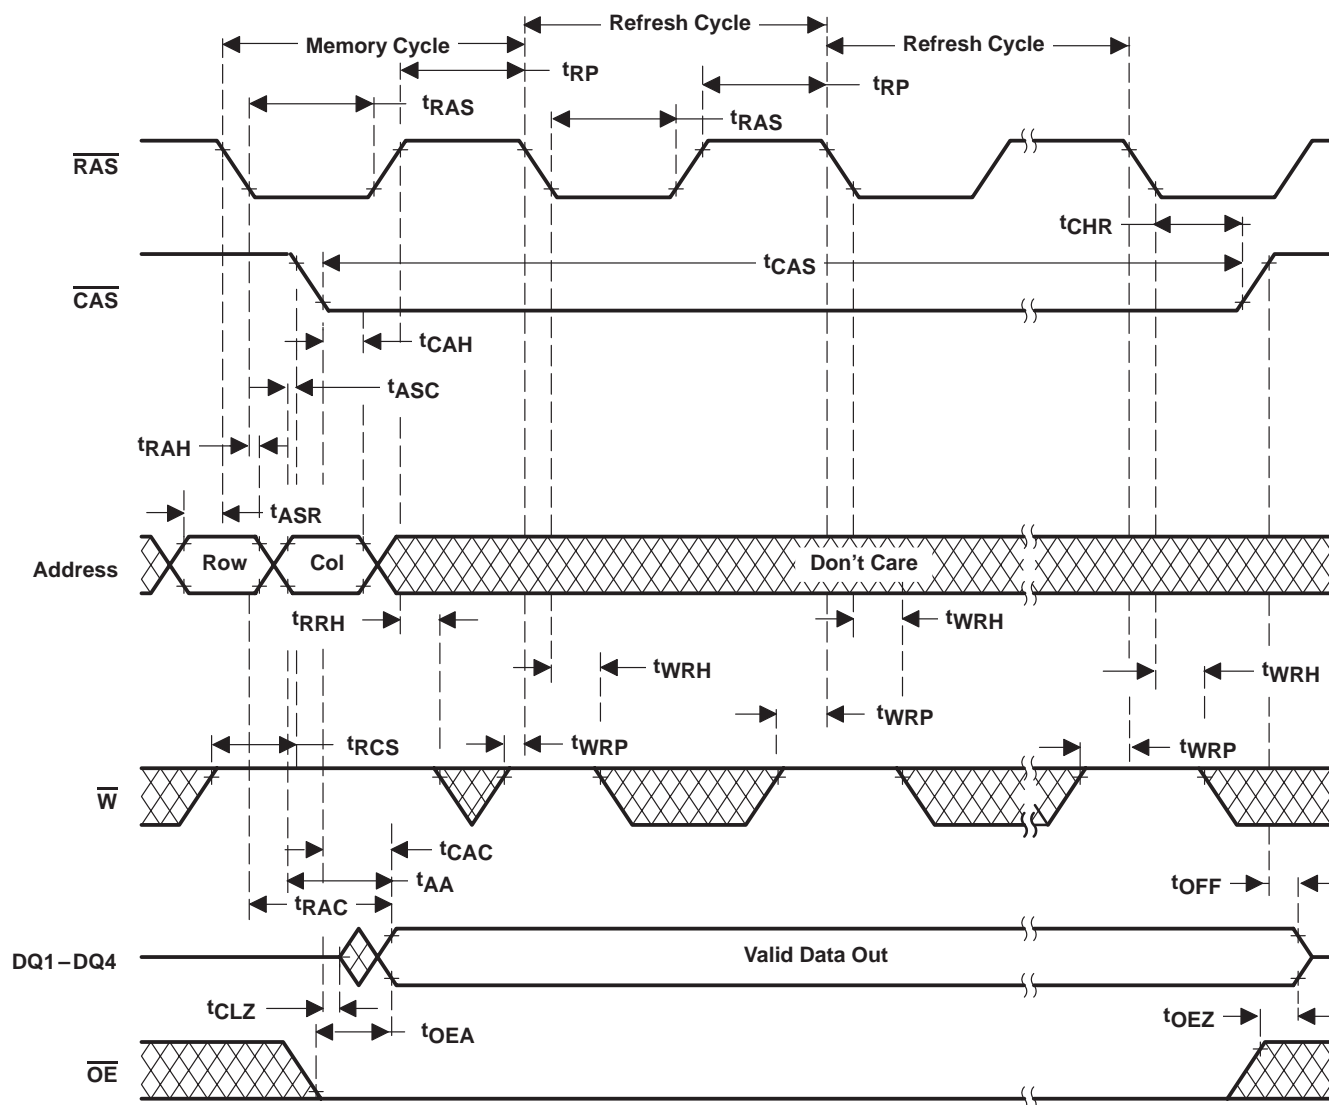 Refresh Cycle
Memory Cycle
Refresh Cycle
tRP
tRP
tRAS
tRAS
RAS
tCHR
tCAS
CAS
tCAH
tASC
tRAH
tASR
Address
Row
Col
Don't Care
tRRH
tWRH
tWRH
tWRH
tWRP
tRCS
tWRP
tWRP
W
tCAC
tAA
tOFF
tRAC
DQ1–DQ4
Valid Data Out
tCLZ
tOEA
tOEZ
OE